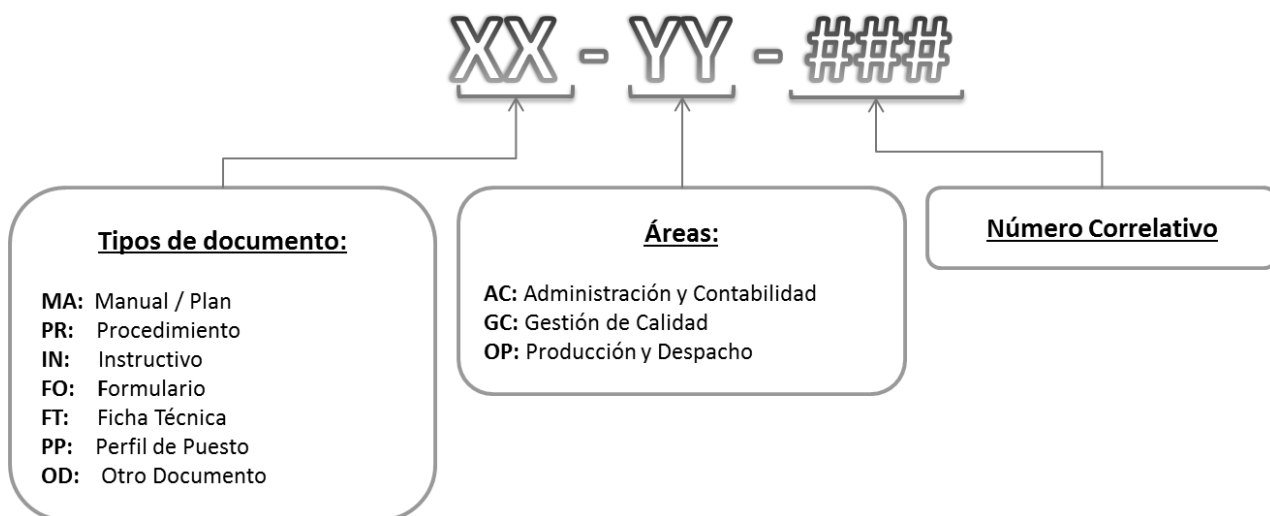 XX - YY - ###
Tipos de documento:
MA: Manual / Plan
PR: Procedimiento
IN: Instructivo
FO: Formulario
FT: Ficha Técnica
PP: Perfil de Puesto
OD: Otro Documento
Áreas:
AC: Administración y Contabilidad
GC: Gestión de Calidad
OP: Producción y Despacho
Número Correlativo